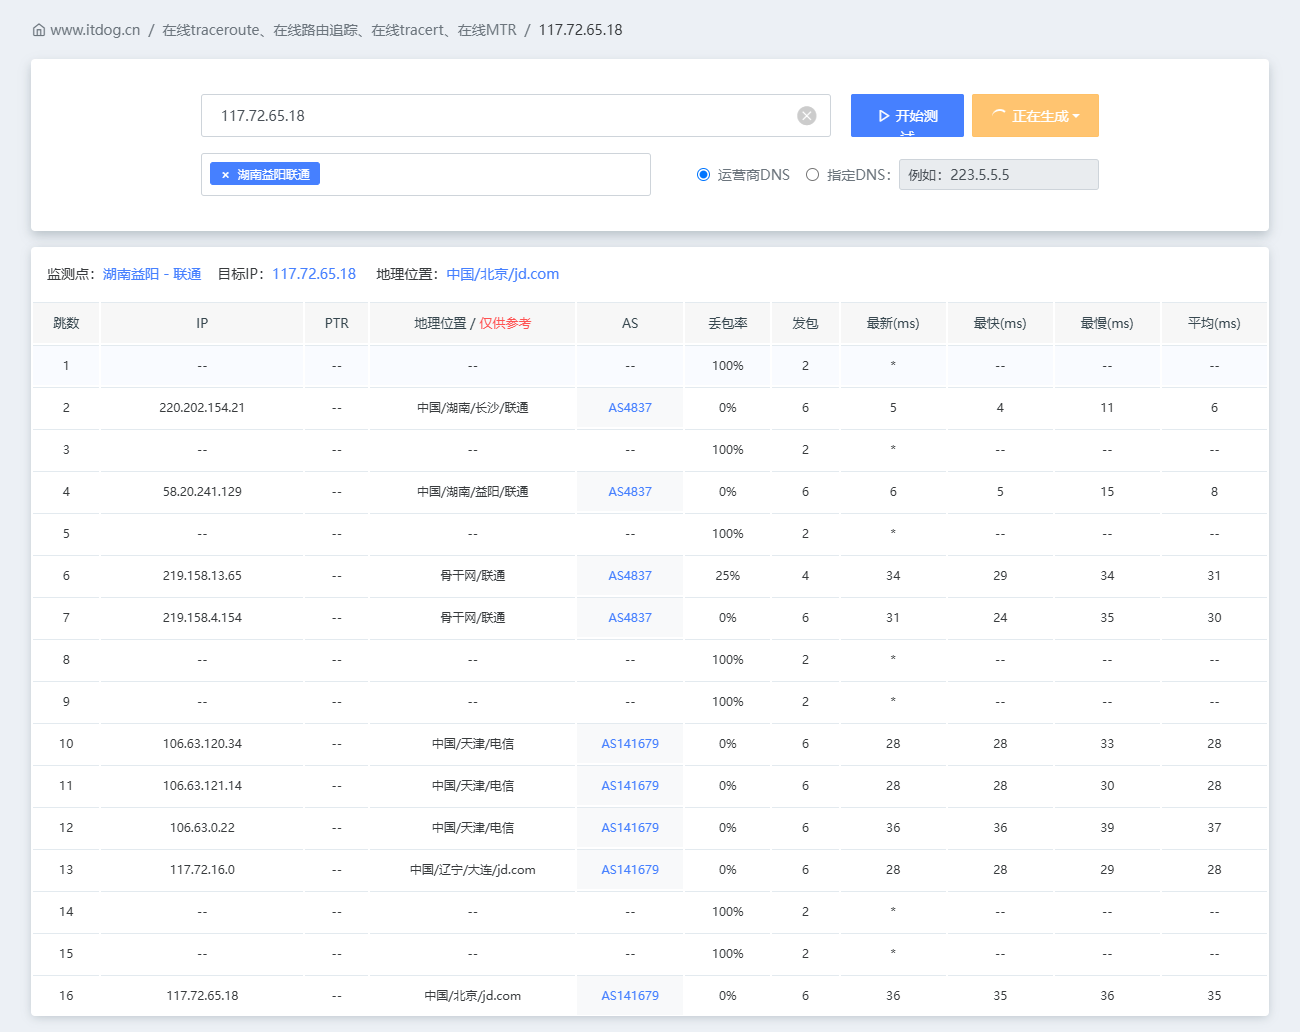 www.itdog.cn / 在线traceroute、在线路由追踪、在线tracert、在线MTR / 117.72.65.18
117.72.65.18 开始测 正在生成
× 湖南益阳联通 运营商DNS 指定DNS: 例如：223.5.5.5
监测点：湖南益阳 - 联通 目标IP：117.72.65.18 地理位置：中国/北京/jd.com
跳数 IP PTR 地理位置 / 仅供参考 AS 丢包率 发包 最新(ms) 最快(ms) 最慢(ms) 平均(ms)
1 -- -- -- -- 100% 2 * -- -- --
2 220.202.154.21 -- 中国/湖南/长沙/联通 AS4837 0% 6 5 4 11 6
3 -- -- -- -- 100% 2 * -- -- --
4 58.20.241.129 -- 中国/湖南/益阳/联通 AS4837 0% 6 6 5 15 8
5 -- -- -- -- 100% 2 * -- -- --
6 219.158.13.65 -- 骨干网/联通 AS4837 25% 4 34 29 34 31
7 219.158.4.154 -- 骨干网/联通 AS4837 0% 6 31 24 35 30
8 -- -- -- -- 100% 2 * -- -- --
9 -- -- -- -- 100% 2 * -- -- --
10 106.63.120.34 -- 中国/天津/电信 AS141679 0% 6 28 28 33 28
11 106.63.121.14 -- 中国/天津/电信 AS141679 0% 6 28 28 30 28
12 106.63.0.22 -- 中国/天津/电信 AS141679 0% 6 36 36 39 37
13 117.72.16.0 -- 中国/辽宁/大连/jd.com AS141679 0% 6 28 28 29 28
14 -- -- -- -- 100% 2 * -- -- --
15 -- -- -- -- 100% 2 * -- -- --
16 117.72.65.18 -- 中国/北京/jd.com AS141679 0% 6 36 35 36 35